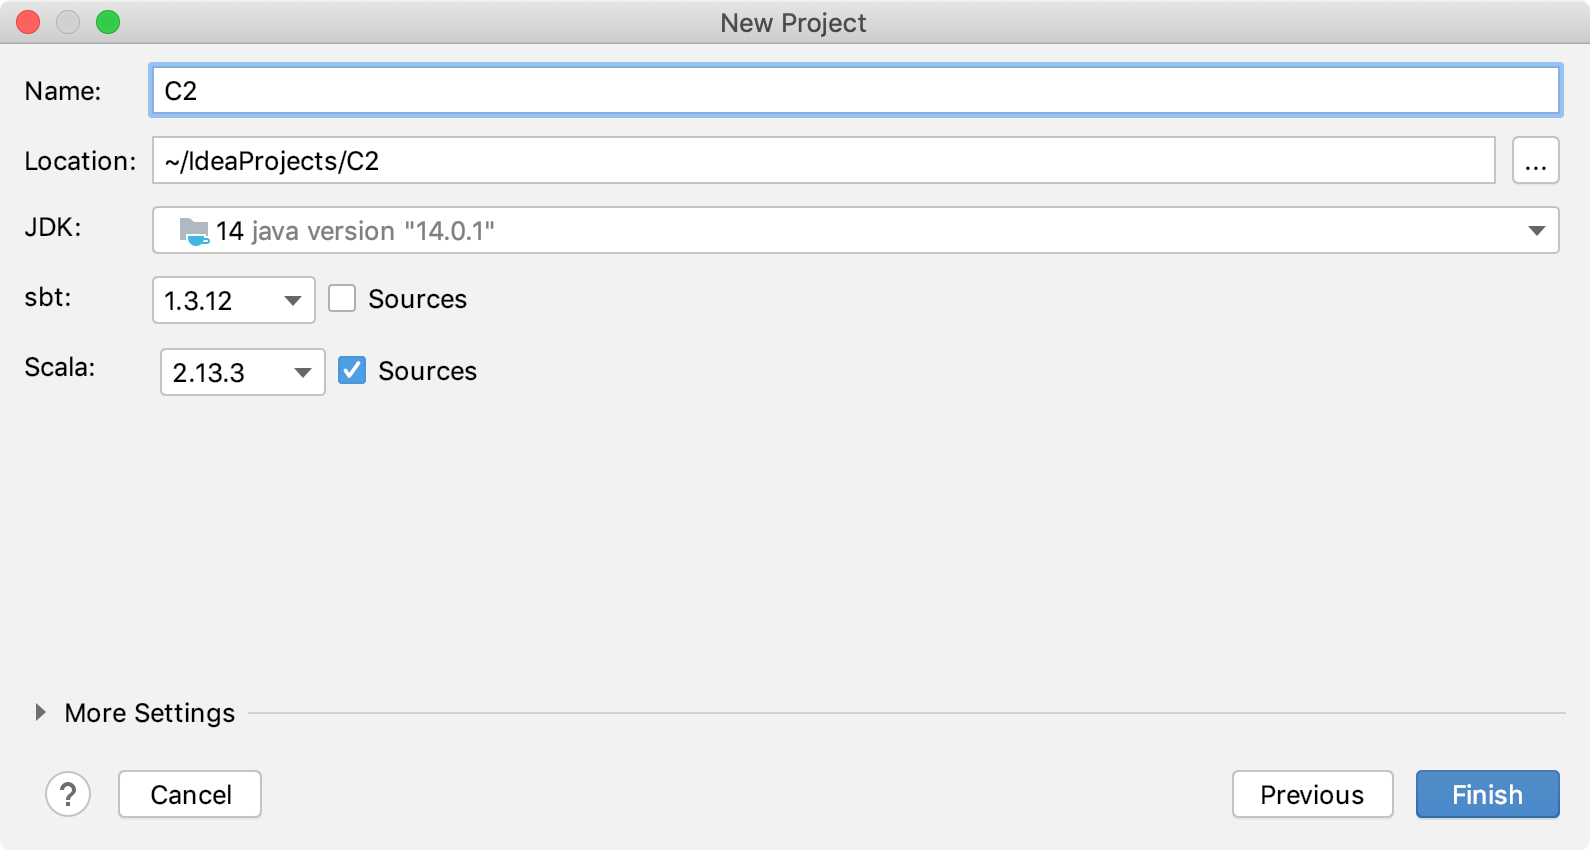 New Project
Name: C2
Location: ~/IdeaProjects/C2 ...
JDK: 14 java version "14.0.1"
sbt: 1.3.12 Sources
Scala: 2.13.3 Sources
More Settings
? Cancel Previous Finish